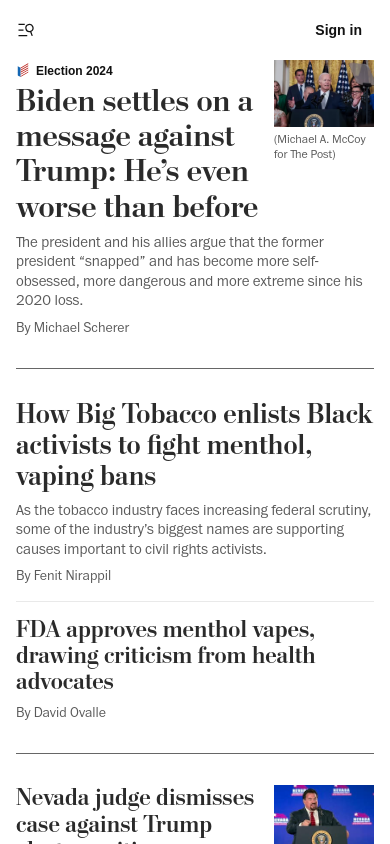 Sign in
Election 2024
Biden settles on a
message against
Trump: He’s even
worse than before
(Michael A. McCoy
for The Post)
The president and his allies argue that the former
president “snapped” and has become more self-
obsessed, more dangerous and more extreme since his
2020 loss.
By Michael Scherer
How Big Tobacco enlists Black
activists to fight menthol,
vaping bans
As the tobacco industry faces increasing federal scrutiny,
some of the industry’s biggest names are supporting
causes important to civil rights activists.
By Fenit Nirappil
FDA approves menthol vapes,
drawing criticism from health
advocates
By David Ovalle
Nevada judge dismisses
case against Trump